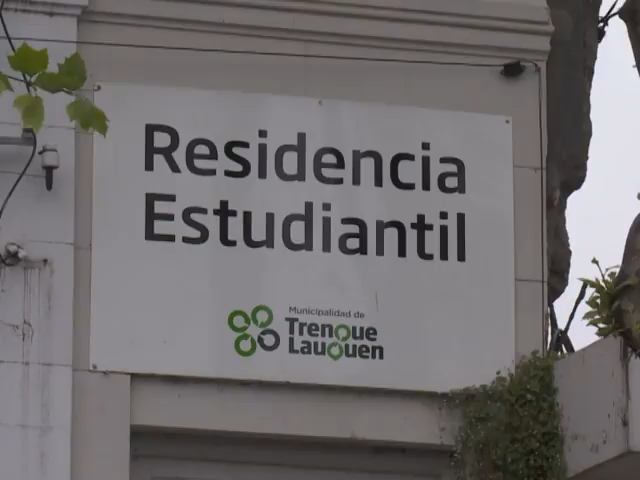 Residencia
Estudiantil
Municipalidad de
Trenque
Lauquen